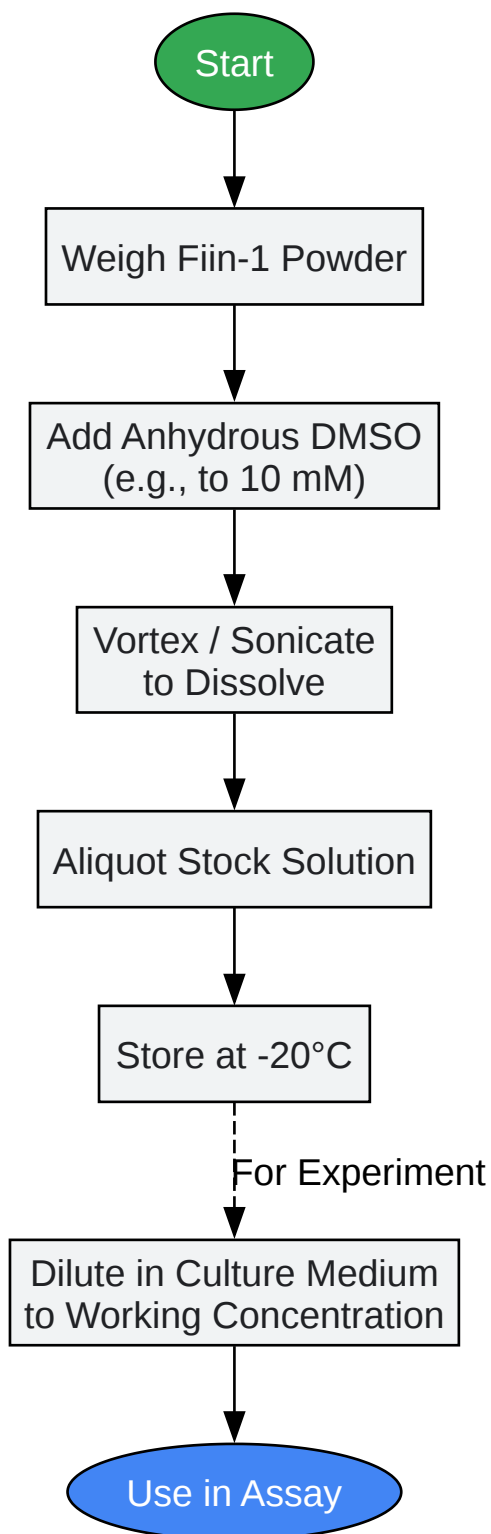 Start
Weigh Fiin-1 Powder
Add Anhydrous DMSO
(e.g., to 10 mM)
Vortex / Sonicate
to Dissolve
Aliquot Stock Solution
Store at -20°C
For Experiment
Dilute in Culture Medium
to Working Concentration
Use in Assay